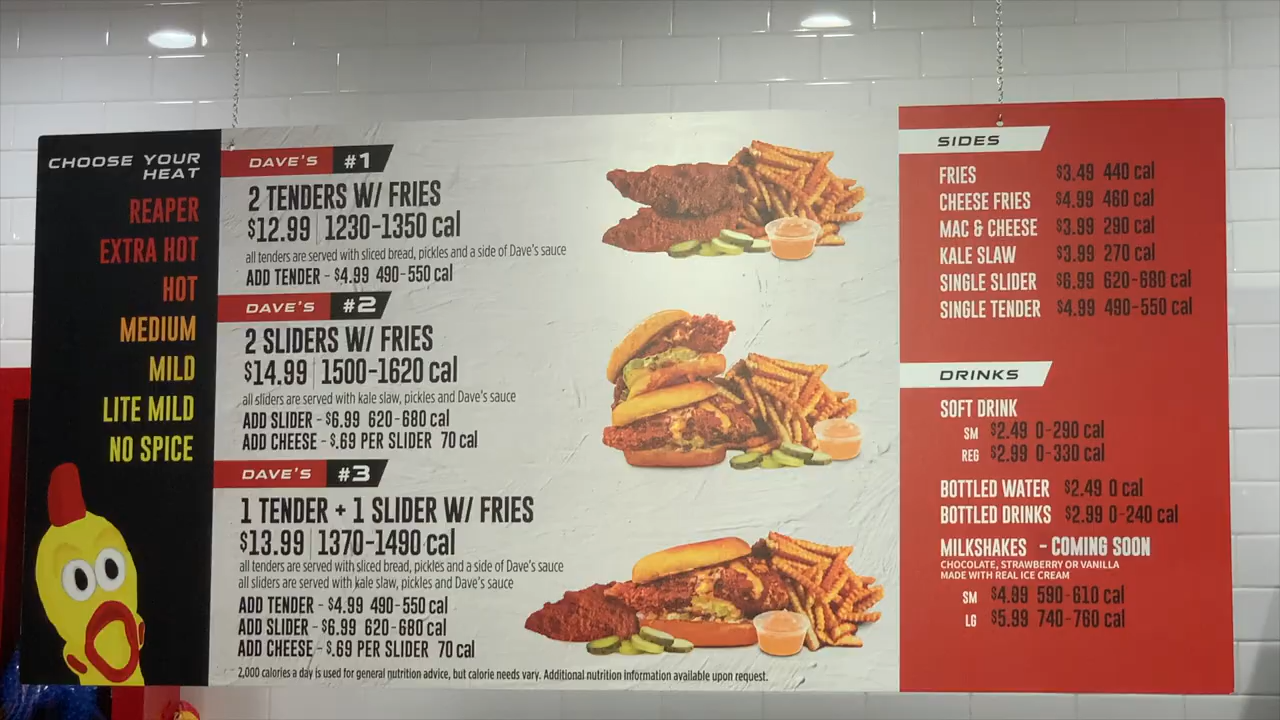 CHOOSE YOUR
HEAT
REAPER
EXTRA HOT
HOT
MEDIUM
MILD
LITE MILD
NO SPICE
DAVE'S #1
2 TENDERS W/ FRIES
$12.99 | 1230-1350 cal
all tenders are served with sliced bread, pickles and a side of Dave's sauce
ADD TENDER - $4.99 490-550 cal
DAVE'S #2
2 SLIDERS W/ FRIES
$14.99 | 1500-1620 cal
all sliders are served with kale slaw, pickles and Dave's sauce
ADD SLIDER - $6.99 620-680 cal
ADD CHEESE - $.69 PER SLIDER 70 cal
DAVE'S #3
1 TENDER + 1 SLIDER W/ FRIES
$13.99 | 1370-1490 cal
all tenders are served with sliced bread, pickles and a side of Dave's sauce
all sliders are served with kale slaw, pickles and Dave's sauce
ADD TENDER - $4.99 490-550 cal
ADD SLIDER - $6.99 620-680 cal
ADD CHEESE - $.69 PER SLIDER 70 cal
2,000 calories a day is used for general nutrition advice, but calorie needs vary. Additional nutrition information available upon request.
SIDES
FRIES $3.49 440 cal
CHEESE FRIES $4.99 460 cal
MAC & CHEESE $3.99 290 cal
KALE SLAW $3.99 270 cal
SINGLE SLIDER $6.99 620-680 cal
SINGLE TENDER $4.99 490-550 cal
DRINKS
SOFT DRINK
SM $2.49 0-290 cal
REG $2.99 0-330 cal
BOTTLED WATER $2.49 0 cal
BOTTLED DRINKS $2.99 0-240 cal
MILKSHAKES - COMING SOON
CHOCOLATE, STRAWBERRY OR VANILLA
MADE WITH REAL ICE CREAM
SM $4.99 590-610 cal
LG $5.99 740-760 cal